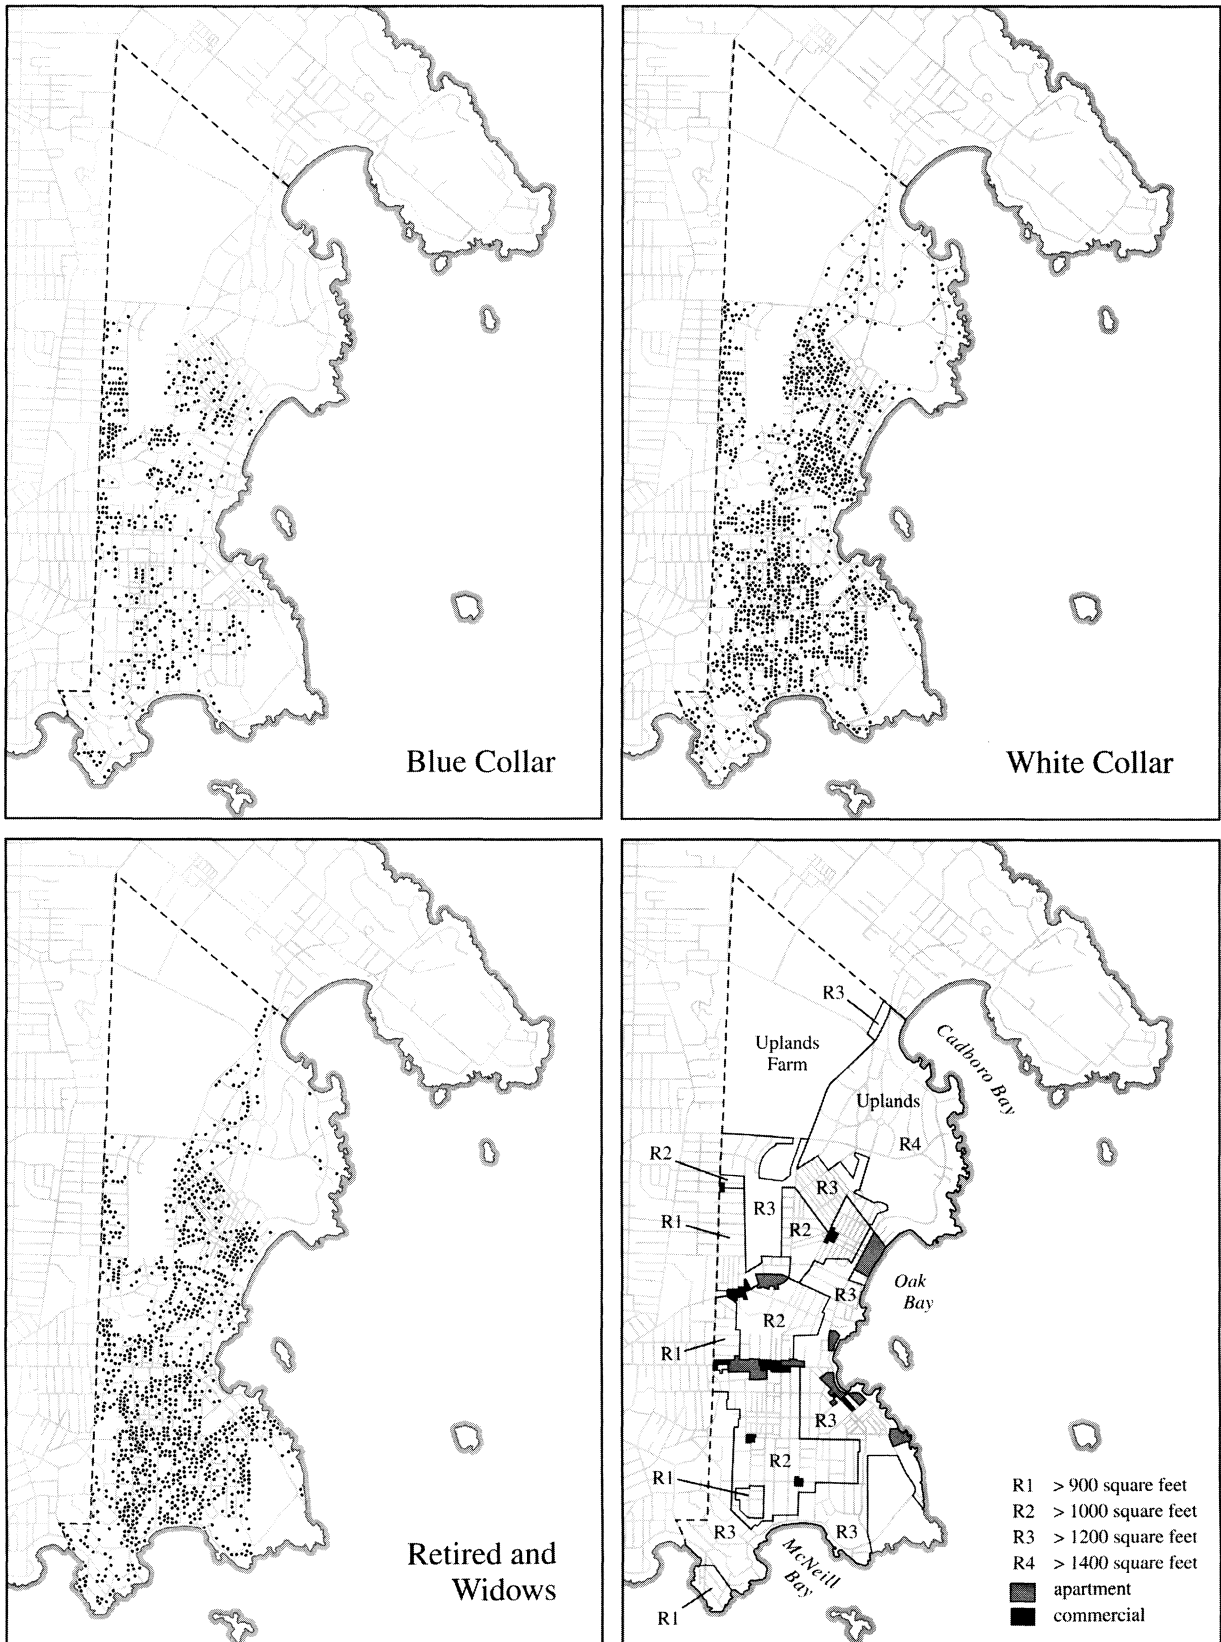 Blue Collar
White Collar
Retired and
Widows
R3
Uplands
Farm
Cadboro Bay
Uplands
R4
R2
R3
R3
R1
R2
Oak
Bay
R3
R2
R1
R3
R2
R1
R3
R3
McNeill
Bay
R1
R1 > 900 square feet
R2 > 1000 square feet
R3 > 1200 square feet
R4 > 1400 square feet
apartment
commercial